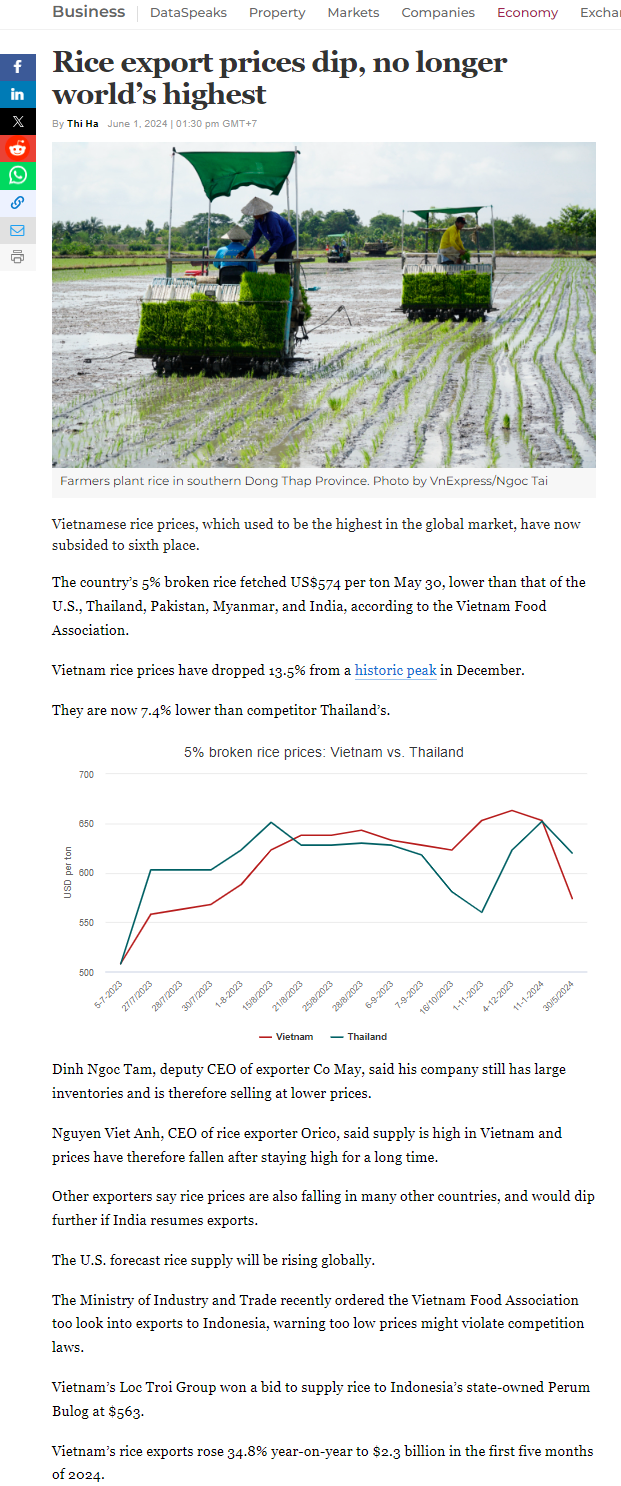 Business DataSpeaks Property Markets Companies Economy
Rice export prices dip, no longer
world’s highest
By Thi Ha June 1, 2024 | 01:30 pm GMT+7
Farmers plant rice in southern Dong Thap Province. Photo by VnExpress/Ngoc Tai
Vietnamese rice prices, which used to be the highest in the global market, have now
subsided to sixth place.
The country’s 5% broken rice fetched US$574 per ton May 30, lower than that of the
U.S., Thailand, Pakistan, Myanmar, and India, according to the Vietnam Food
Association.
Vietnam rice prices have dropped 13.5% from a historic peak in December.
They are now 7.4% lower than competitor Thailand’s.
5% broken rice prices: Vietnam vs. Thailand
USD per ton
700
650
600
550
500
5-7-2023 27/7/2023 28/7/2023 30/7/2023 1-8-2023 15/8/2023 21/8/2023 25/8/2023 28/8/2023 6-9-2023 7-9-2023 16/10/2023 1-11-2023 4-12-2023 11-1-2024 30/5/2024
Vietnam Thailand
Dinh Ngoc Tam, deputy CEO of exporter Co May, said his company still has large
inventories and is therefore selling at lower prices.
Nguyen Viet Anh, CEO of rice exporter Orico, said supply is high in Vietnam and
prices have therefore fallen after staying high for a long time.
Other exporters say rice prices are also falling in many other countries, and would dip
further if India resumes exports.
The U.S. forecast rice supply will be rising globally.
The Ministry of Industry and Trade recently ordered the Vietnam Food Association
too look into exports to Indonesia, warning too low prices might violate competition
laws.
Vietnam’s Loc Troi Group won a bid to supply rice to Indonesia’s state-owned Perum
Bulog at $563.
Vietnam’s rice exports rose 34.8% year-on-year to $2.3 billion in the first five months
of 2024.